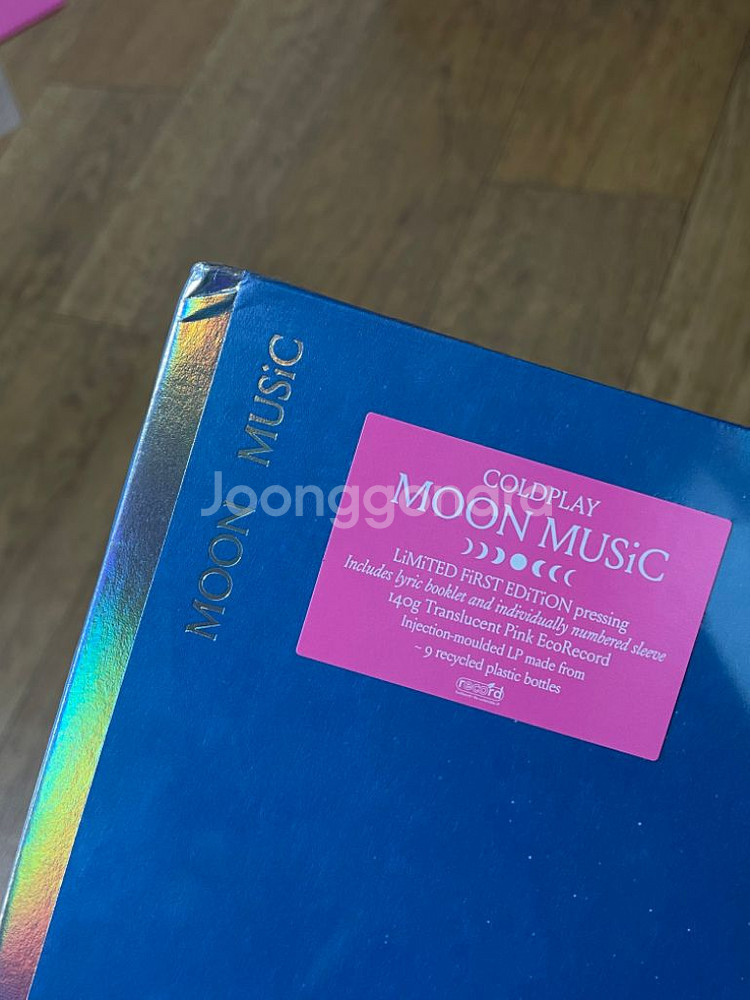 MOON MUSiC
Joonggonara
COLDPLAY
MOON MUSiC
LiMiTED FiRST EDiTiON pressing
Includes lyric booklet and individually numbered sleeve
140g Translucent Pink EcoRecord
Injection-moulded LP made from
~ 9 recycled plastic bottles
record